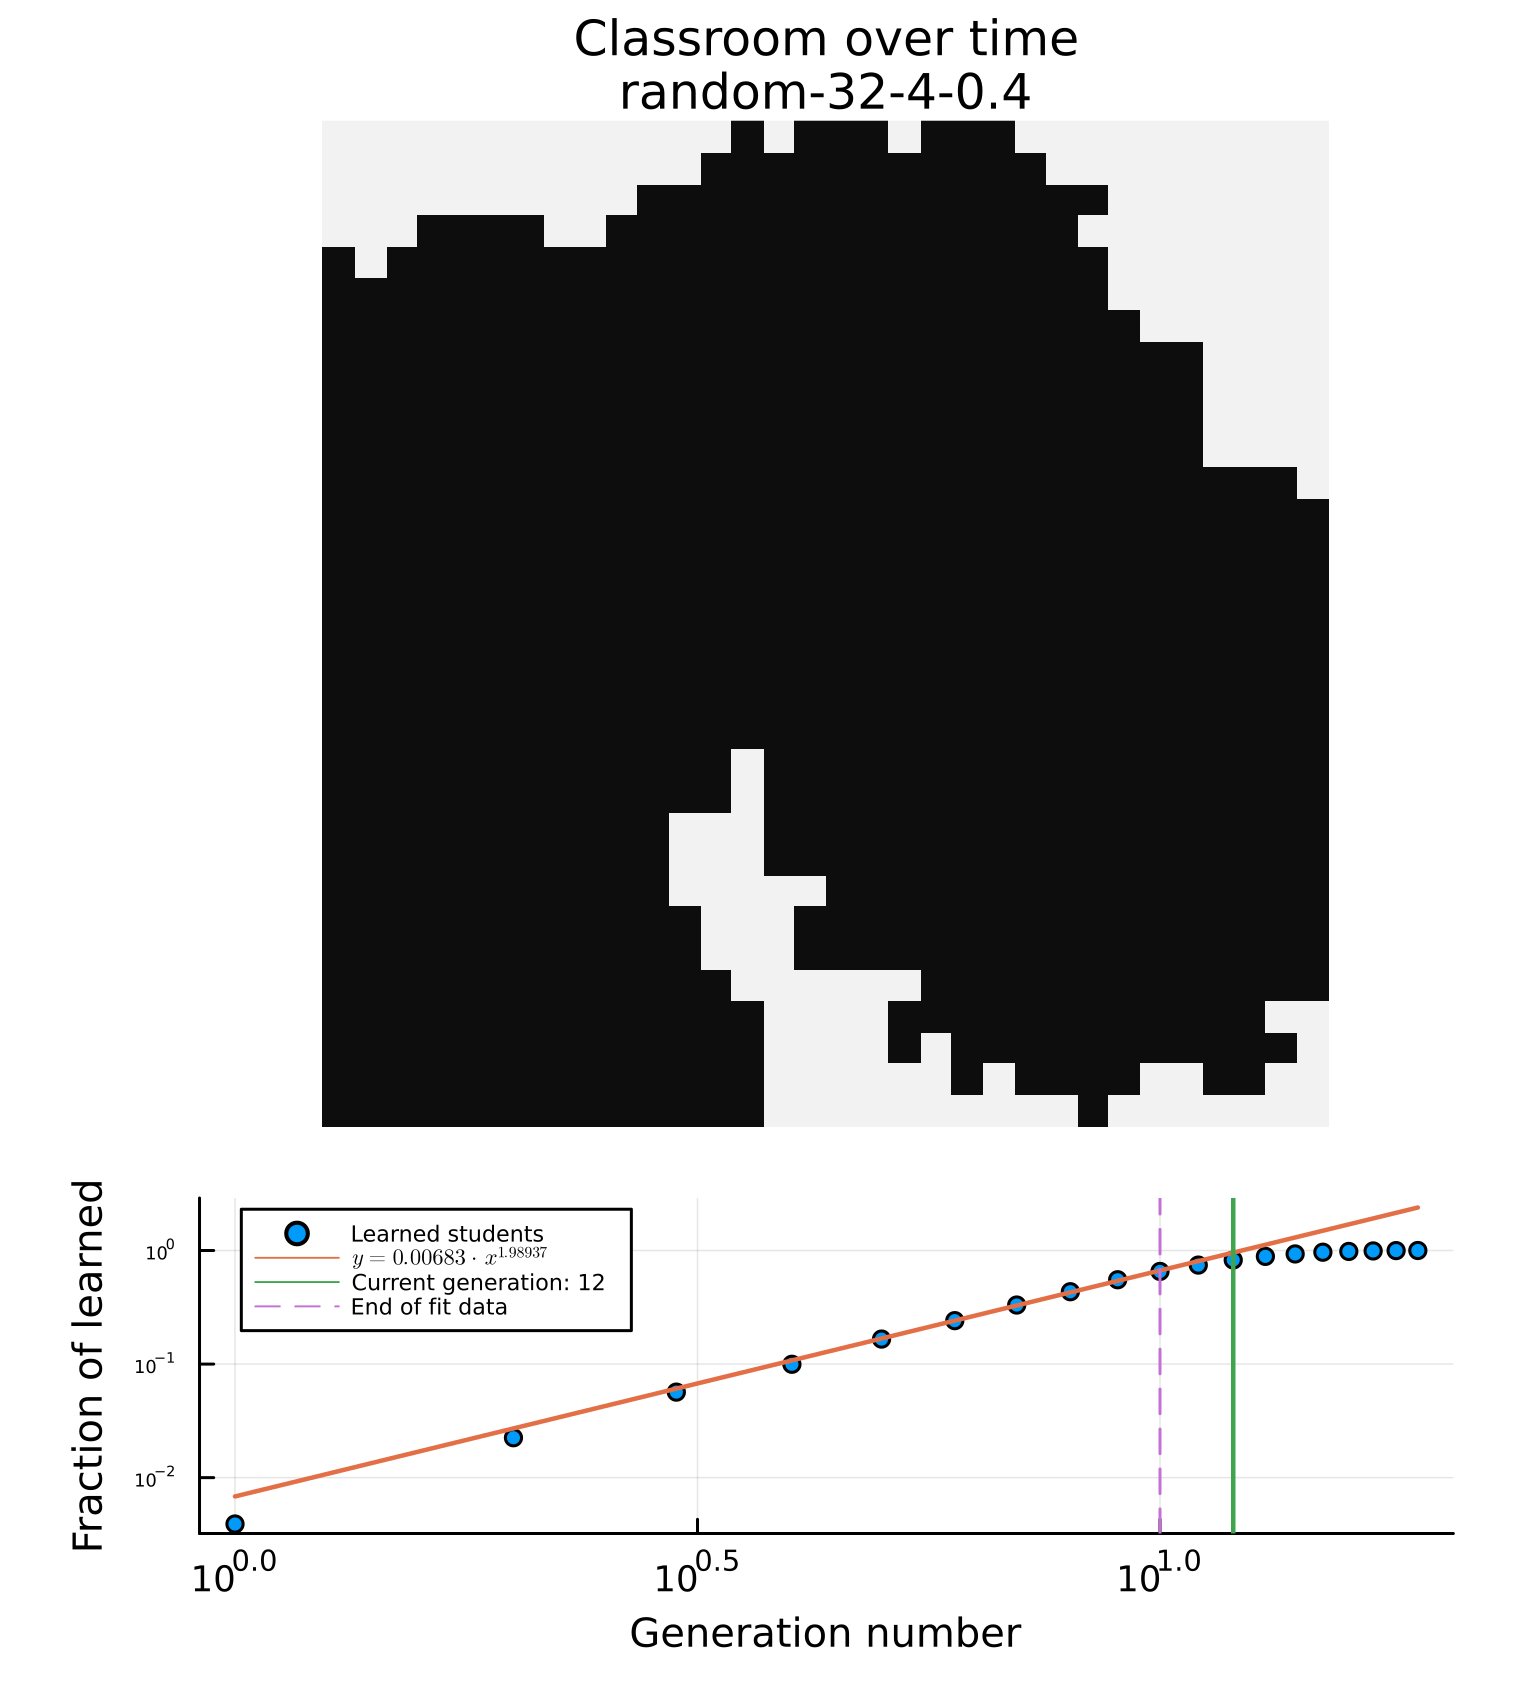 Classroom over time
random-32-4-0.4
Fraction of learned
10⁰
10⁻¹
10⁻²
Learned students
y = 0.00683 · x^1.98937
Current generation: 12
End of fit data
10^0.0
10^0.5
10^1.0
Generation number